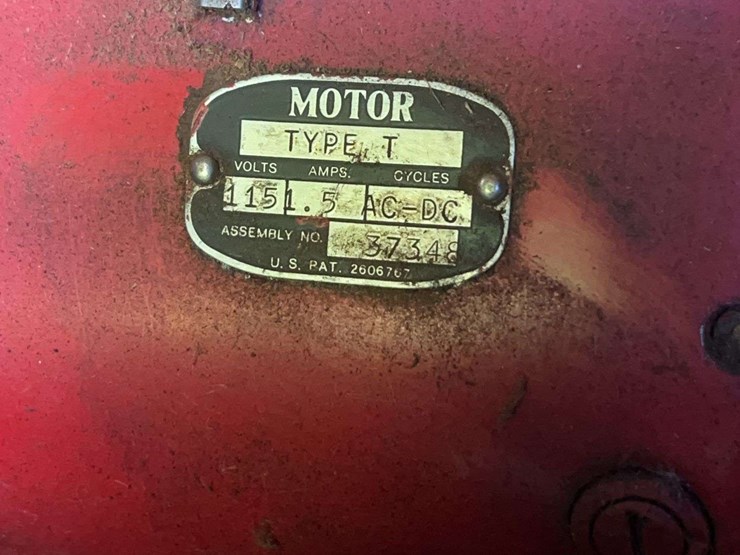 MOTOR
TYPE T
VOLTS AMPS. CYCLES
115 1.5 AC-DC
ASSEMBLY NO. 37348
U. S. PAT. 2606767